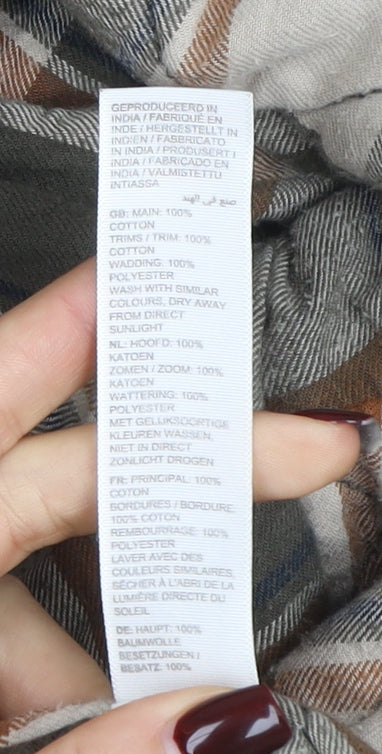 GEPRODUCEERD IN
INDIA / FABRIQUÉ EN
INDE / HERGESTELLT IN
INDIEN / FABBRICATO
IN INDIA / PRODUSERT I
INDIA / FABRICADO EN
INDIA / VALMISTETTU
INTIASSA
صنع في الهند
GB: MAIN: 100%
COTTON
TRIMS / TRIM: 100%
COTTON
WADDING: 100%
POLYESTER
WASH WITH SIMILAR
COLOURS, DRY AWAY
FROM DIRECT
SUNLIGHT
NL: HOOFD: 100%
KATOEN
ZOMEN / ZOOM: 100%
KATOEN
WATTERING: 100%
POLYESTER
MET GELIJKSOORTIGE
KLEUREN WASSEN,
NIET IN DIRECT
ZONLICHT DROGEN
FR: PRINCIPAL: 100%
COTON
BORDURES / BORDURE:
100% COTON
REMBOURRAGE: 100%
POLYESTER
LAVER AVEC DES
COULEURS SIMILAIRES,
SÉCHER À L'ABRI DE LA
LUMIÈRE DIRECTE DU
SOLEIL
DE: HAUPT: 100%
BAUMWOLLE
BESETZUNGEN /
BESATZ: 100%